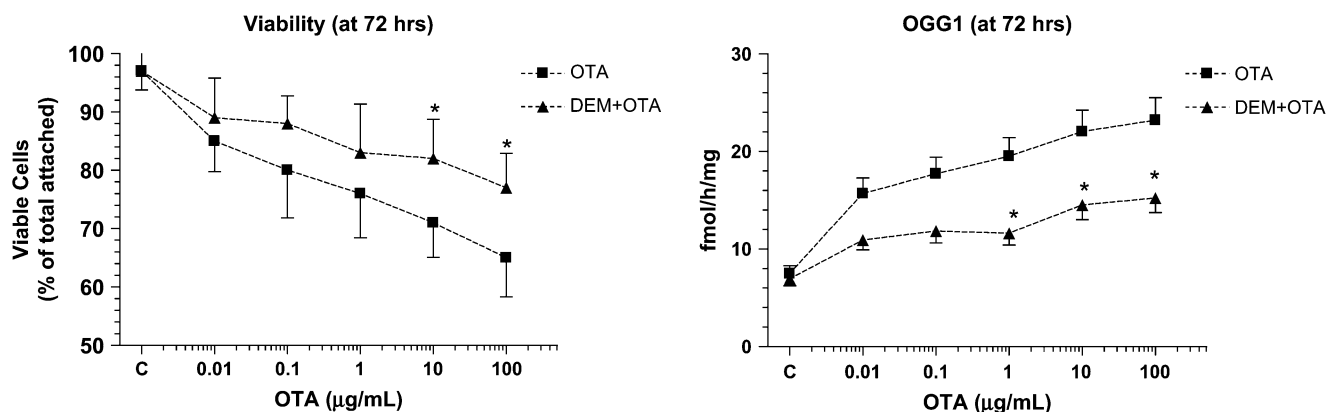 Viability (at 72 hrs)
Viable Cells
(% of total attached)
100
90
80
70
60
50
C 0.01 0.1 1 10 100
OTA (μg/mL)
OTA
DEM+OTA
*
*
OGG1 (at 72 hrs)
fmol/h/mg
30
20
10
0
C 0.01 0.1 1 10 100
OTA (μg/mL)
OTA
DEM+OTA
*
*
*